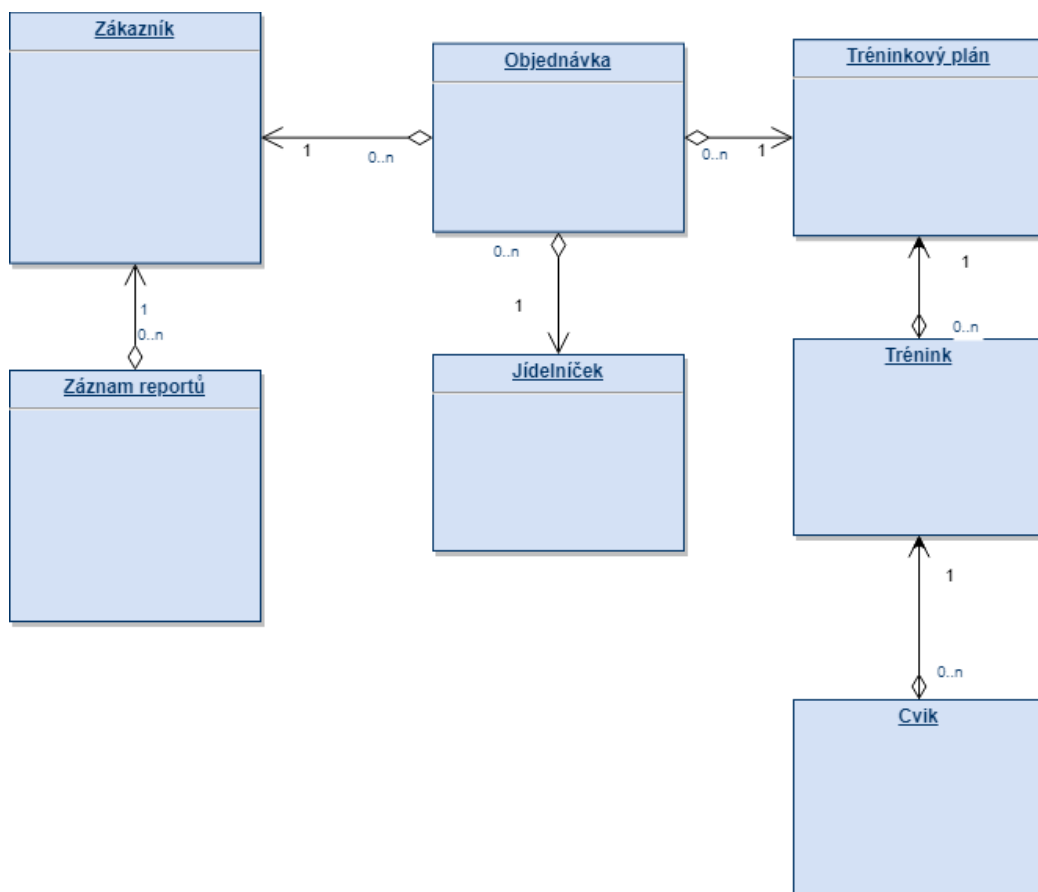 Zákazník
Objednávka
Tréninkový plán
1
0..n
0..n
1
0..n
1
1
0..n
1
0..n
Záznam reportů
Jídelníček
Trénink
1
0..n
Cvik